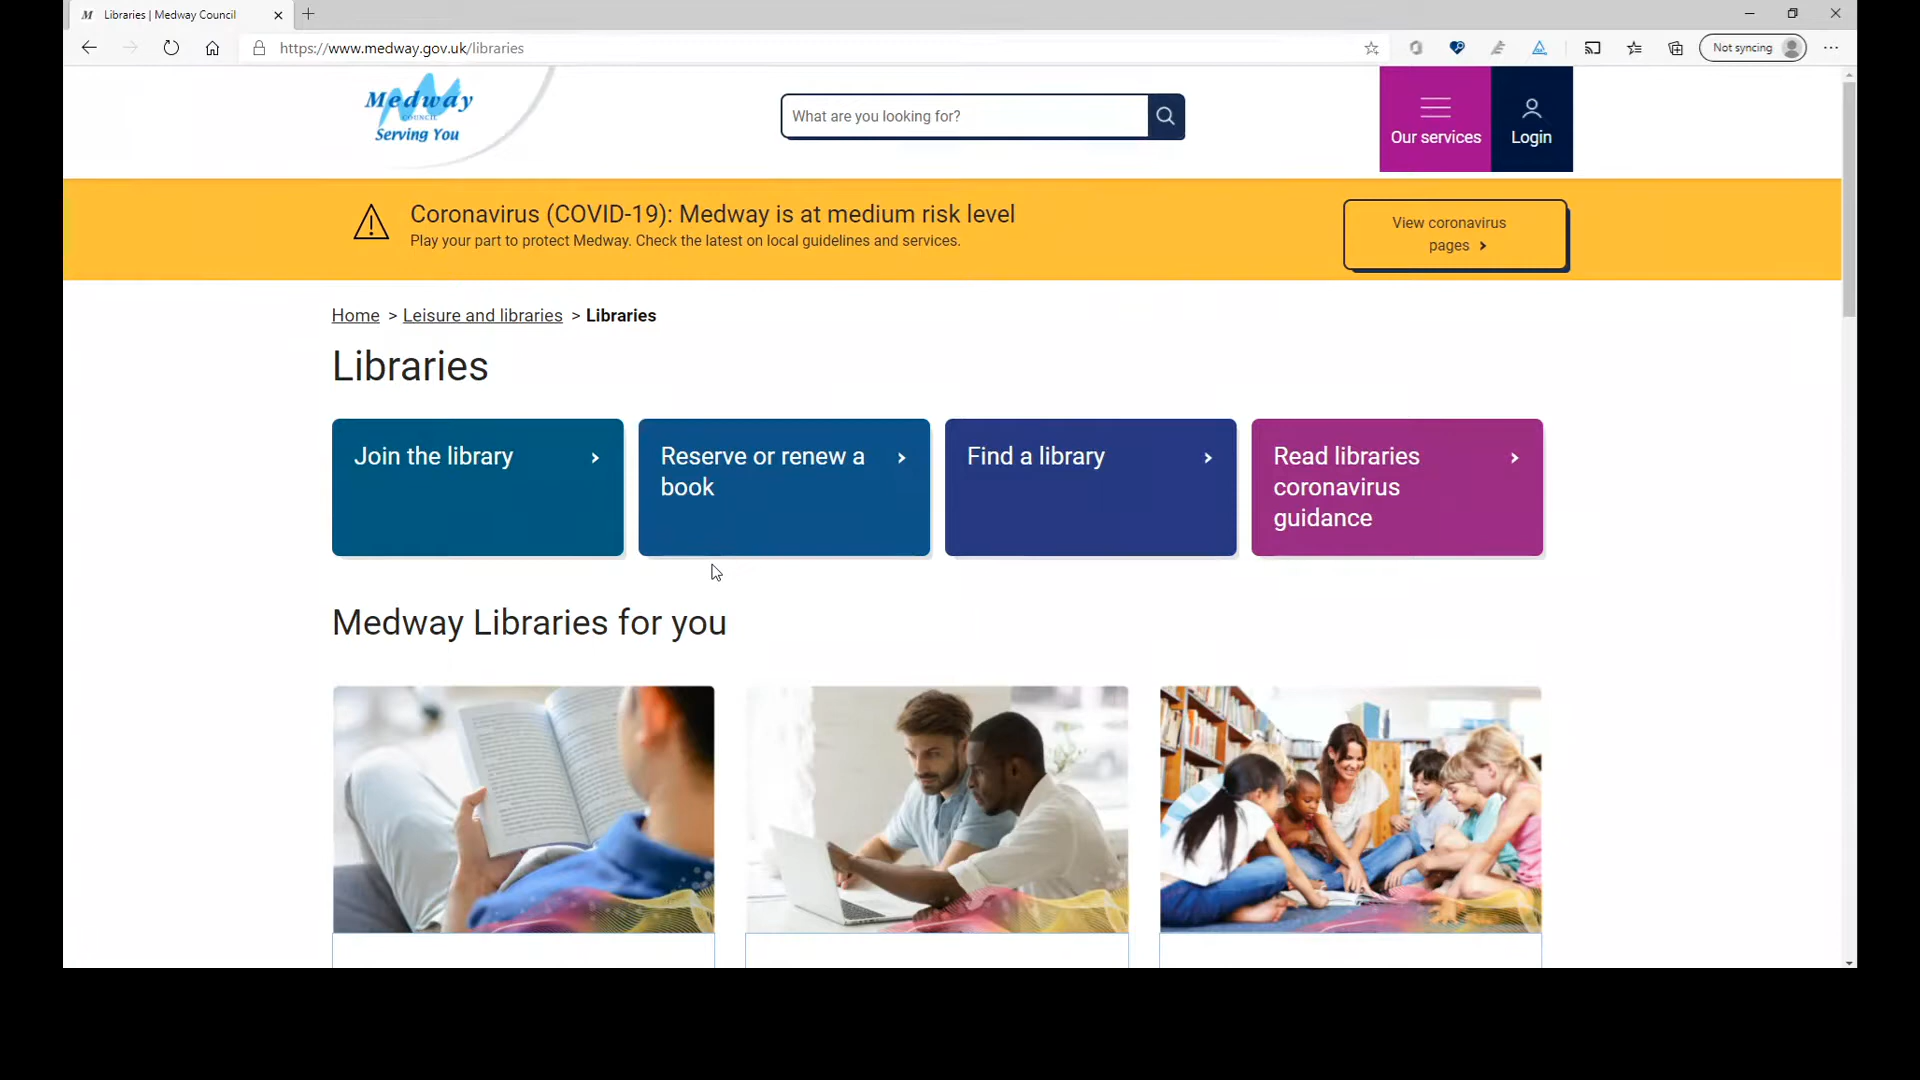 Libraries | Medway Council
https://www.medway.gov.uk/libraries
Not syncing
Medway
COUNCIL
Serving You
What are you looking for?
Our services
Login
Coronavirus (COVID-19): Medway is at medium risk level
Play your part to protect Medway. Check the latest on local guidelines and services.
View coronavirus
pages
Home > Leisure and libraries > Libraries
Libraries
Join the library
Reserve or renew a
book
Find a library
Read libraries
coronavirus
guidance
Medway Libraries for you